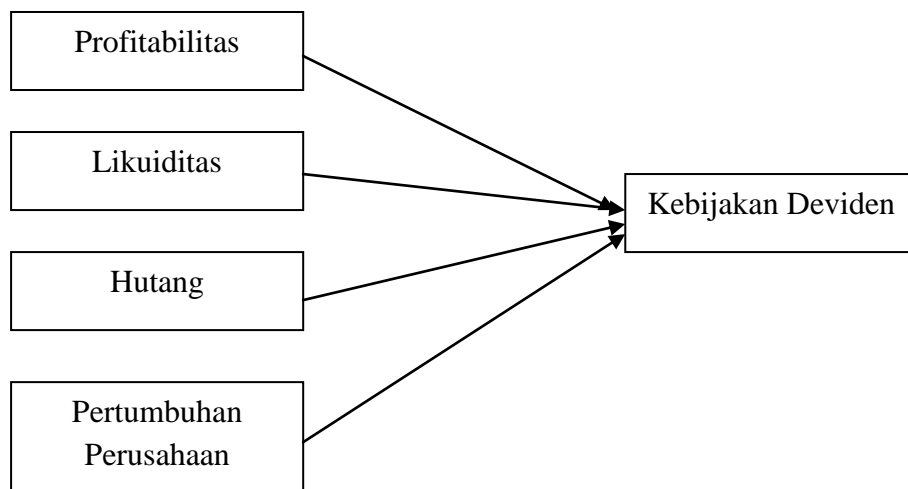 Profitabilitas
Likuiditas
Kebijakan Deviden
Hutang
Pertumbuhan
Perusahaan